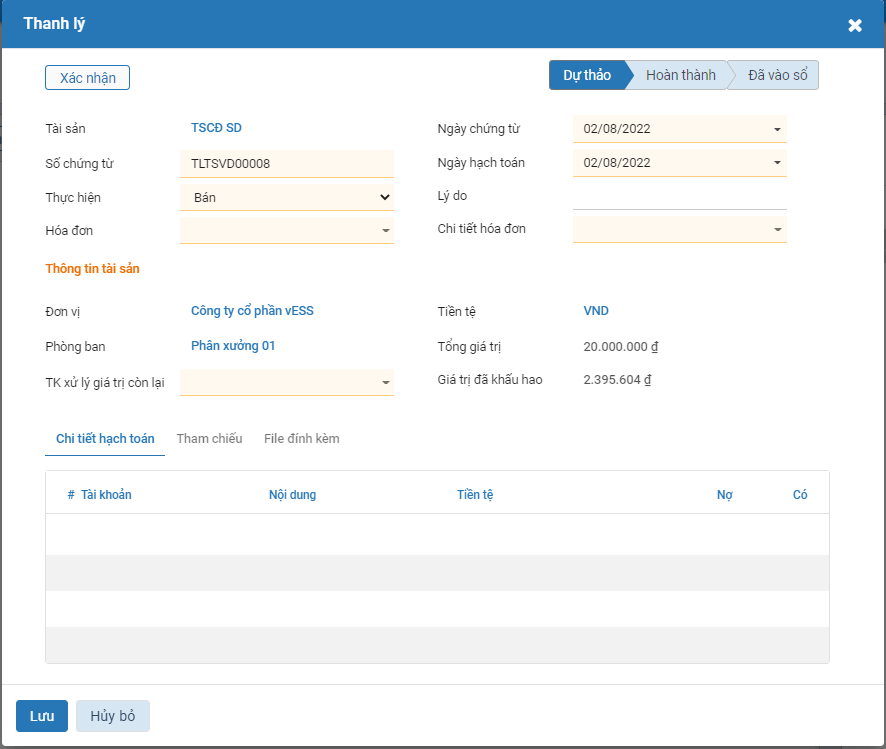 Thanh lý
Xác nhận
Dự thảo Hoàn thành Đã vào sổ
Tài sản TSCĐ SD Ngày chứng từ 02/08/2022
Số chứng từ TLTSVD00008 Ngày hạch toán 02/08/2022
Thực hiện Bán Lý do
Hóa đơn Chi tiết hóa đơn
Thông tin tài sản
Đơn vị Công ty cổ phần vESS Tiền tệ VND
Phòng ban Phân xưởng 01 Tổng giá trị 20.000.000 ₫
TK xử lý giá trị còn lại Giá trị đã khấu hao 2.395.604 ₫
Chi tiết hạch toán Tham chiếu File đính kèm
# Tài khoản Nội dung Tiền tệ Nợ Có
Lưu Hủy bỏ